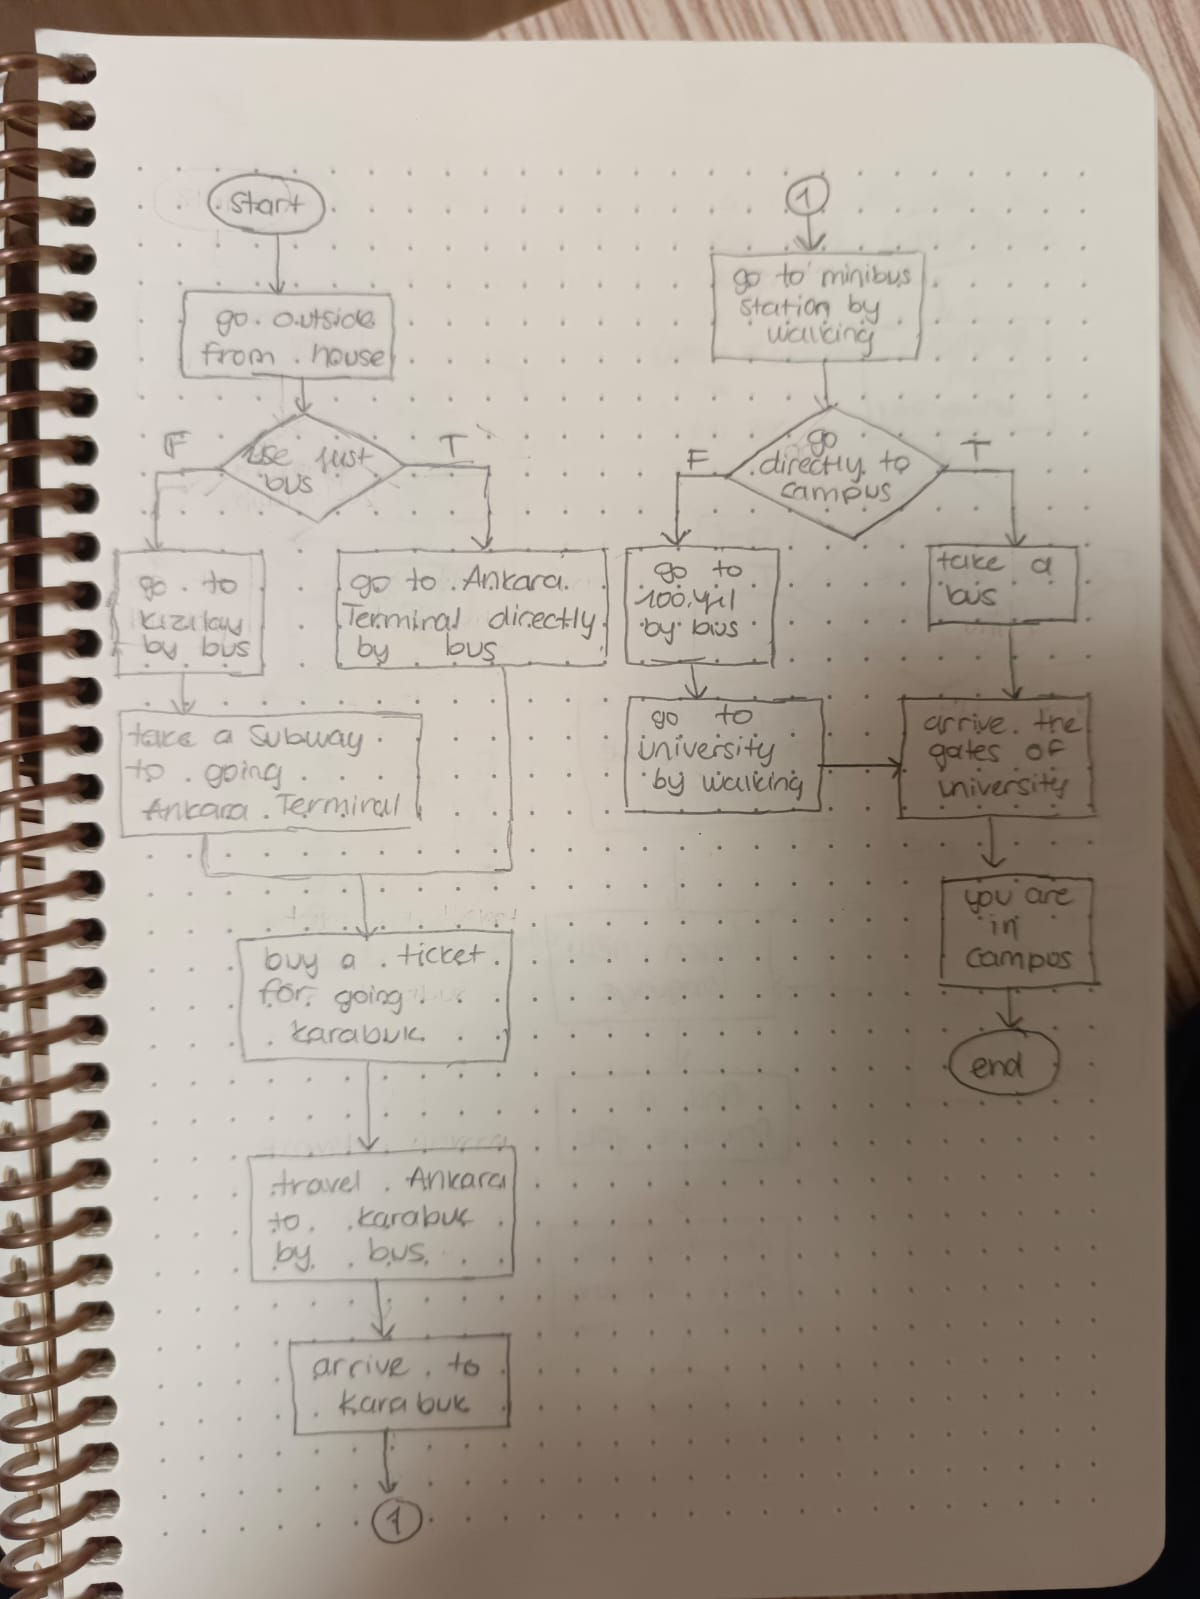 start
go outside
from house
use just
bus
F
T
go to
Kızılay
by bus
go to Ankara
Terminal directly
by bus
take a subway
to going
Ankara Terminal
buy a ticket
for going
Karabuk
travel Ankara
to Karabuk
by bus
arrive to
Karabuk
1
1
go to minibus
station by
walking
go
directly to
campus
F
T
go to
100.yıl
by bus
take a
bus
go to
university
by walking
arrive the
gates of
university
you are
in
campus
end